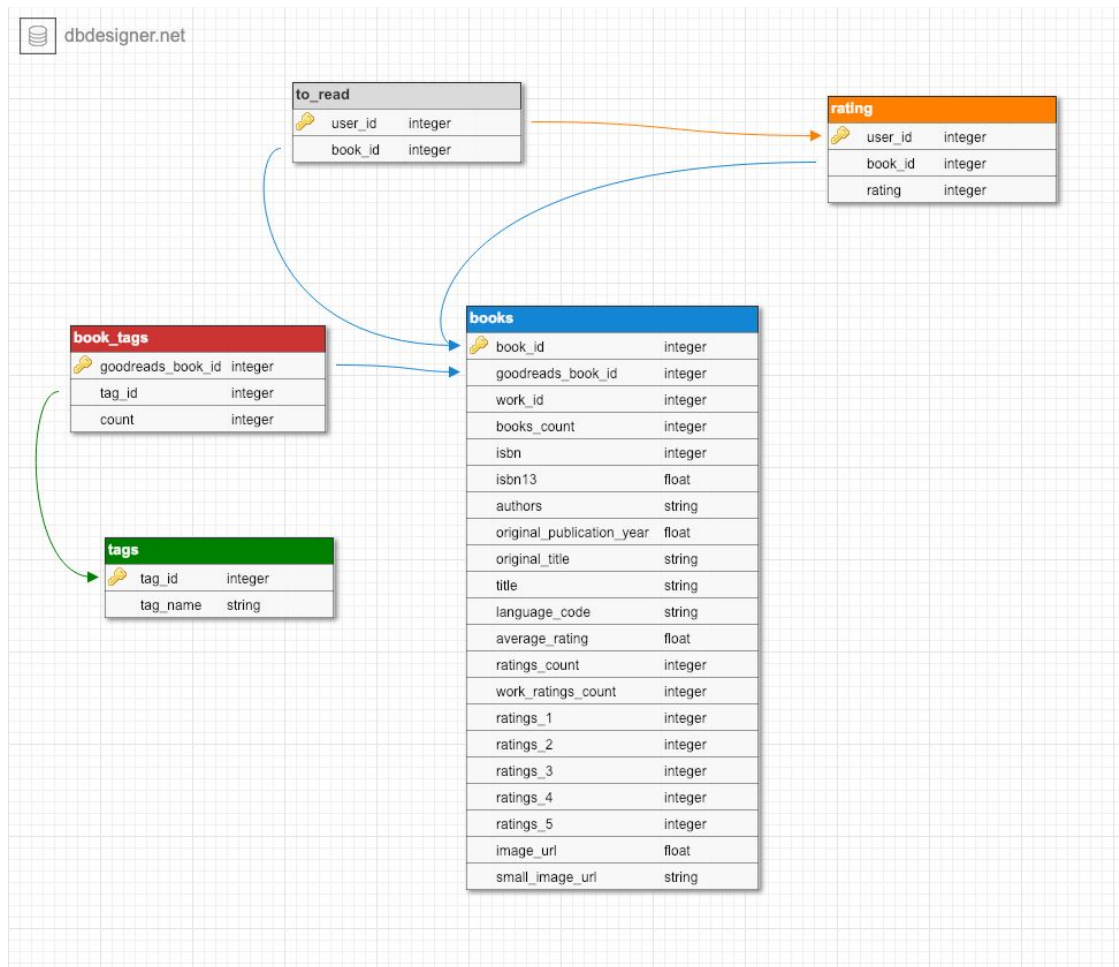 dbdesigner.net
to_read
user_id integer
book_id integer
rating
user_id integer
book_id integer
rating integer
books
book_id integer
goodreads_book_id integer
work_id integer
books_count integer
isbn integer
isbn13 float
authors string
original_publication_year float
original_title string
title string
language_code string
average_rating float
ratings_count integer
work_ratings_count integer
ratings_1 integer
ratings_2 integer
ratings_3 integer
ratings_4 integer
ratings_5 integer
image_url float
small_image_url string
book_tags
goodreads_book_id integer
tag_id integer
count integer
tags
tag_id integer
tag_name string